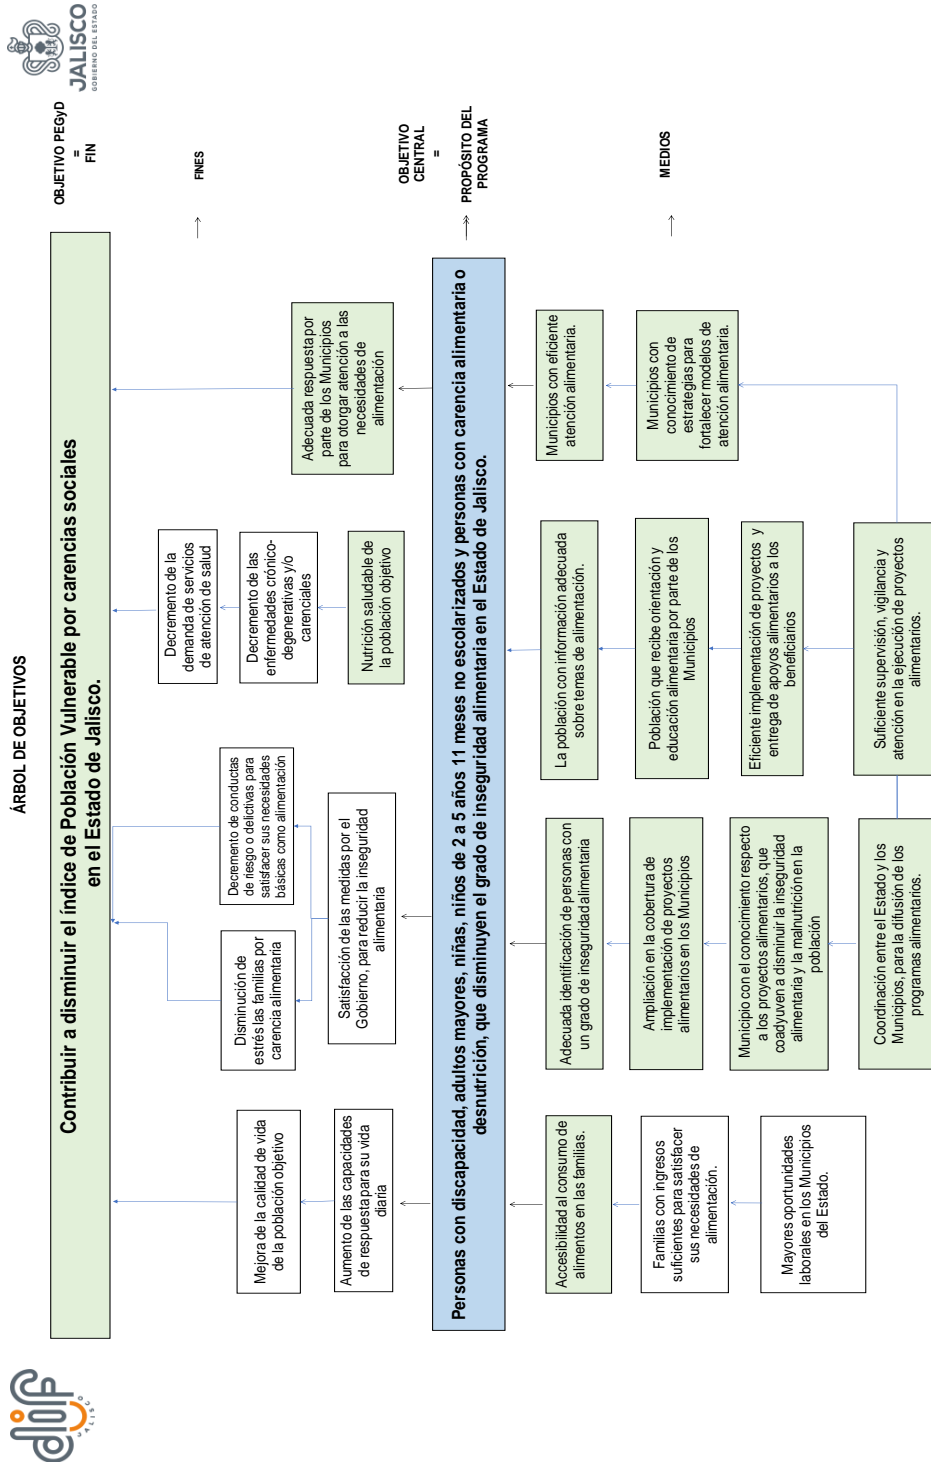 dif
JALISCO
ÁRBOL DE OBJETIVOS
JALISCO
GOBIERNO DEL ESTADO
Contribuir a disminuir el índice de Población Vulnerable por carencias sociales
en el Estado de Jalisco.
OBJETIVO PEGyD
=
FIN
Mejora de la calidad de vida
de la población objetivo
Aumento de las capacidades
de respuesta para su vida
diaria
Disminución de
estrés las familias por
carencia alimentaria
Decremento de conductas
de riesgo o delictivas para
satisfacer sus necesidades
básicas como alimentación
Satisfacción de las medidas por el
Gobierno, para reducir la inseguridad
alimentaria
Decremento de la
demanda de servicios
de atención de salud
Decremento de las
enfermedades crónico-
degenerativas y/o
carenciales
Nutrición saludable de
la población objetivo
Adecuada respuesta por
parte de los Municipios
para otorgar atención a las
necesidades de
alimentación
FINES
Personas con discapacidad, adultos mayores, niñas, niños de 2 a 5 años 11 meses no escolarizados y personas con carencia alimentaria o
desnutrición, que disminuyen el grado de inseguridad alimentaria en el Estado de Jalisco.
OBJETIVO
CENTRAL
=
PROPÓSITO DEL
PROGRAMA
Accesibilidad al consumo de
alimentos en las familias.
Familias con ingresos
suficientes para satisfacer
sus necesidades de
alimentación.
Mayores oportunidades
laborales en los Municipios
del Estado.
Adecuada identificación de personas con
un grado de inseguridad alimentaria
Ampliación en la cobertura de
implementación de proyectos
alimentarios en los Municipios
Municipio con el conocimiento respecto
a los proyectos alimentarios, que
coadyuven a disminuir la inseguridad
alimentaria y la malnutrición en la
población
Coordinación entre el Estado y los
Municipios, para la difusión de los
programas alimentarios.
La población con información adecuada
sobre temas de alimentación.
Población que recibe orientación y
educación alimentaria por parte de los
Municipios
Eficiente implementación de proyectos y
entrega de apoyos alimentarios a los
beneficiarios
Suficiente supervisión, vigilancia y
atención en la ejecución de proyectos
alimentarios.
Municipios con eficiente
atención alimentaria.
Municipios con
conocimiento de
estrategias para
fortalecer modelos de
atención alimentaria.
MEDIOS